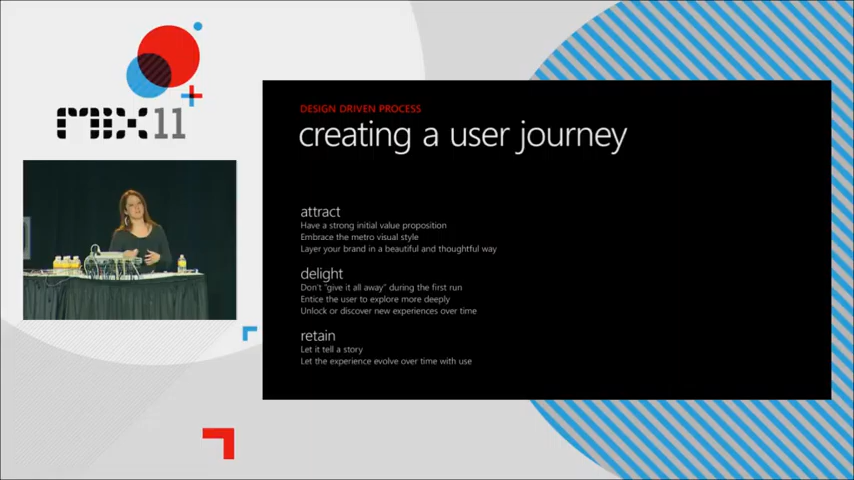 mix11
DESIGN DRIVEN PROCESS
creating a user journey
attract
Have a strong initial value proposition
Embrace the metro visual style
Layer your brand in a beautiful and thoughtful way
delight
Don't "give it all away" during the first run
Entice the user to explore more deeply
Unlock or discover new experiences over time
retain
Let it tell a story
Let the experience evolve over time with use